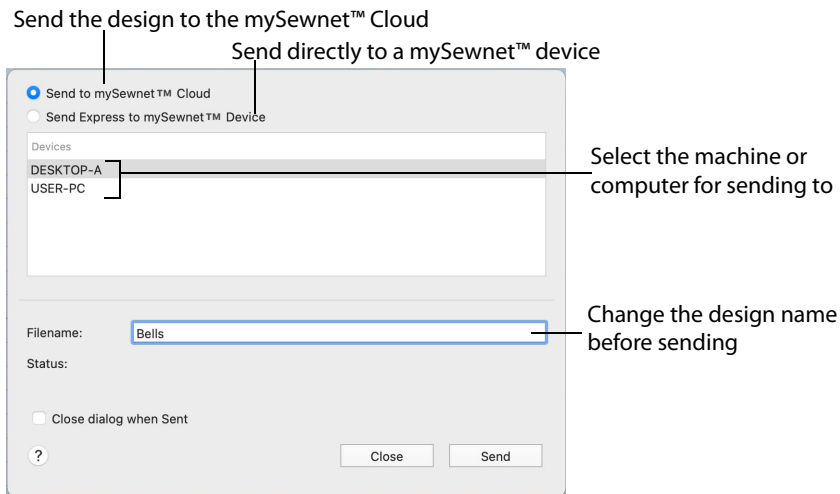 Send the design to the mySewnet™ Cloud
Send directly to a mySewnet™ device
Send to mySewnet™ Cloud
Send Express to mySewnet™ Device
Devices
DESKTOP-A
USER-PC
Select the machine or
computer for sending to
Filename:
Bells
Change the design name
before sending
Status:
Close dialog when Sent
?
Close
Send